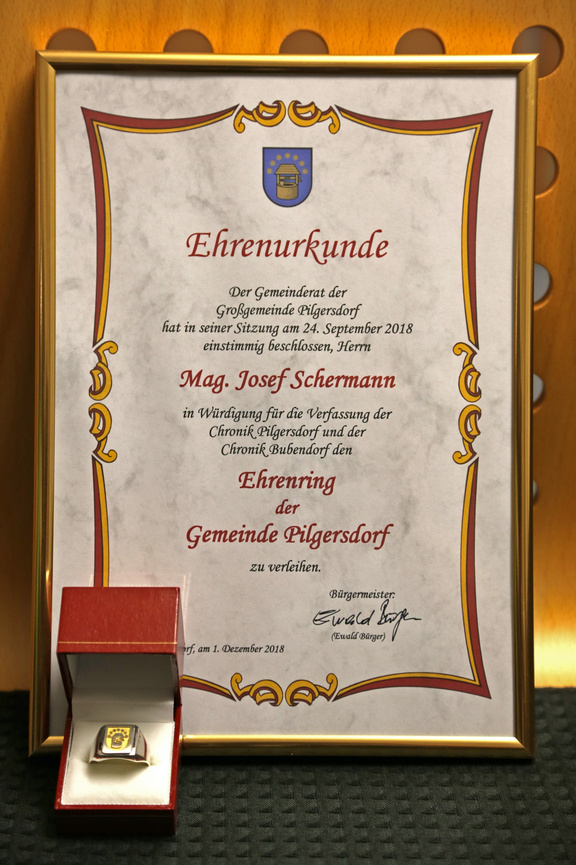 Ehrenurkunde
Der Gemeinderat der
Großgemeinde Pilgersdorf
hat in seiner Sitzung am 24. September 2018
einstimmig beschlossen, Herrn
Mag. Josef Schermann
in Würdigung für die Verfassung der
Chronik Pilgersdorf und der
Chronik Bubendorf den
Ehrenring
der
Gemeinde Pilgersdorf
zu verleihen.
Bürgermeister:
Ewald Bürger
(Ewald Bürger)
orf, am 1. Dezember 2018